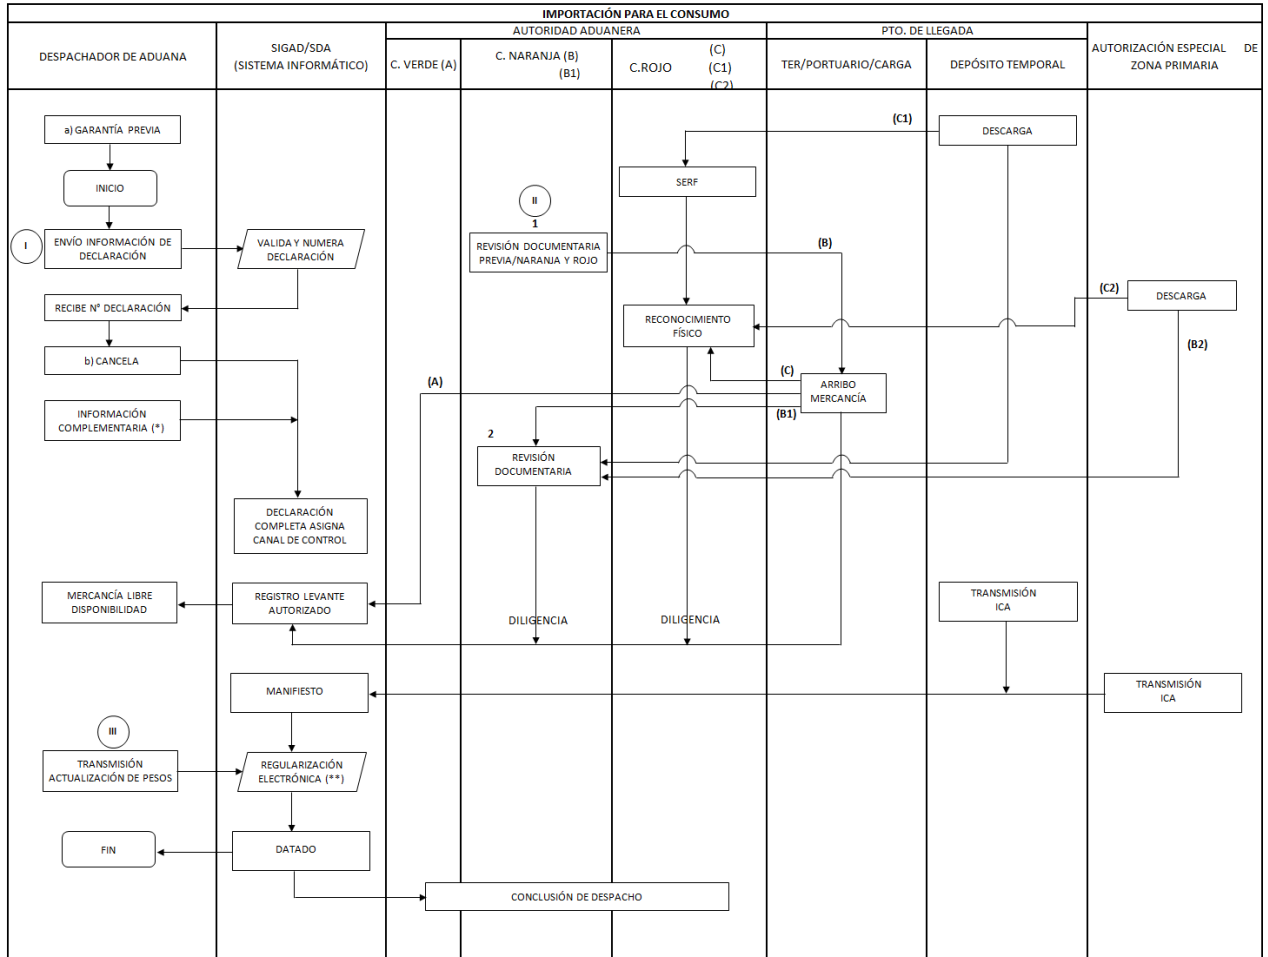 IMPORTACIÓN PARA EL CONSUMO
AUTORIDAD ADUANERA
PTO. DE LLEGADA
DESPACHADOR DE ADUANA
SIGAD/SDA
(SISTEMA INFORMÁTICO)
C. VERDE (A)
C. NARANJA (B)
(B1)
C.ROJO
(C)
(C1)
(C2)
TER/PORTUARIO/CARGA
DEPÓSITO TEMPORAL
AUTORIZACIÓN ESPECIAL DE
ZONA PRIMARIA
a) GARANTÍA PREVIA
(C1)
DESCARGA
INICIO
SERF
II
1
I
ENVÍO INFORMACIÓN DE
DECLARACIÓN
VALIDA Y NUMERA
DECLARACIÓN
REVISIÓN DOCUMENTARIA
PREVIA/NARANJA Y ROJO
(B)
RECIBE N° DECLARACIÓN
RECONOCIMIENTO
FÍSICO
(C2)
DESCARGA
(B2)
b) CANCELA
(A)
(C)
ARRIBO
MERCANCÍA
(B1)
INFORMACIÓN
COMPLEMENTARIA (*)
2
REVISIÓN
DOCUMENTARIA
DECLARACIÓN
COMPLETA ASIGNA
CANAL DE CONTROL
MERCANCÍA LIBRE
DISPONIBILIDAD
REGISTRO LEVANTE
AUTORIZADO
DILIGENCIA
DILIGENCIA
TRANSMISIÓN
ICA
MANIFIESTO
TRANSMISIÓN
ICA
III
TRANSMISIÓN
ACTUALIZACIÓN DE PESOS
REGULARIZACIÓN
ELECTRÓNICA (**)
FIN
DATADO
CONCLUSIÓN DE DESPACHO